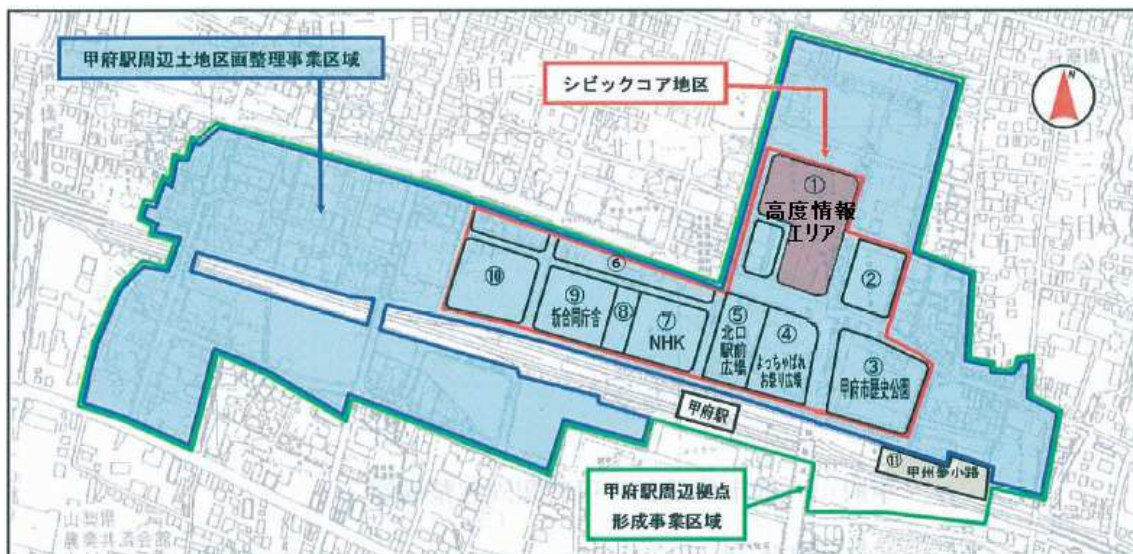 甲府駅周辺土地区画整理事業区域
シビックコア地区
N
①
高度情報
エリア
②
⑥
⑩
⑨
新合同庁舎
⑧
⑦
NHK
⑤
北口
駅前
広場
④
よっちゃばれ
お祭り広場
③
甲府市歴史公園
甲府駅
⑪
甲州夢小路
甲府駅周辺拠点
形成事業区域